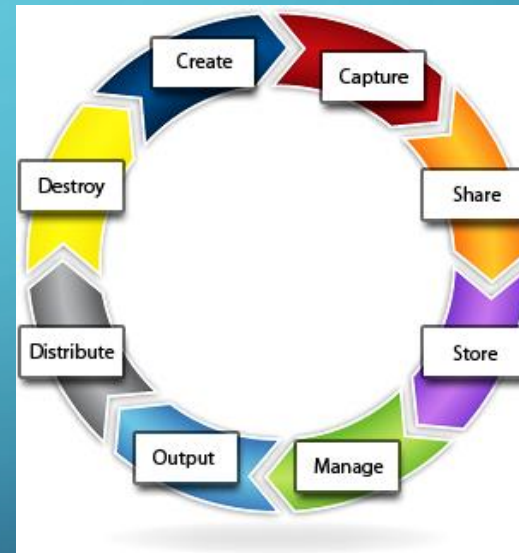 Create
Capture
Share
Store
Manage
Output
Distribute
Destroy